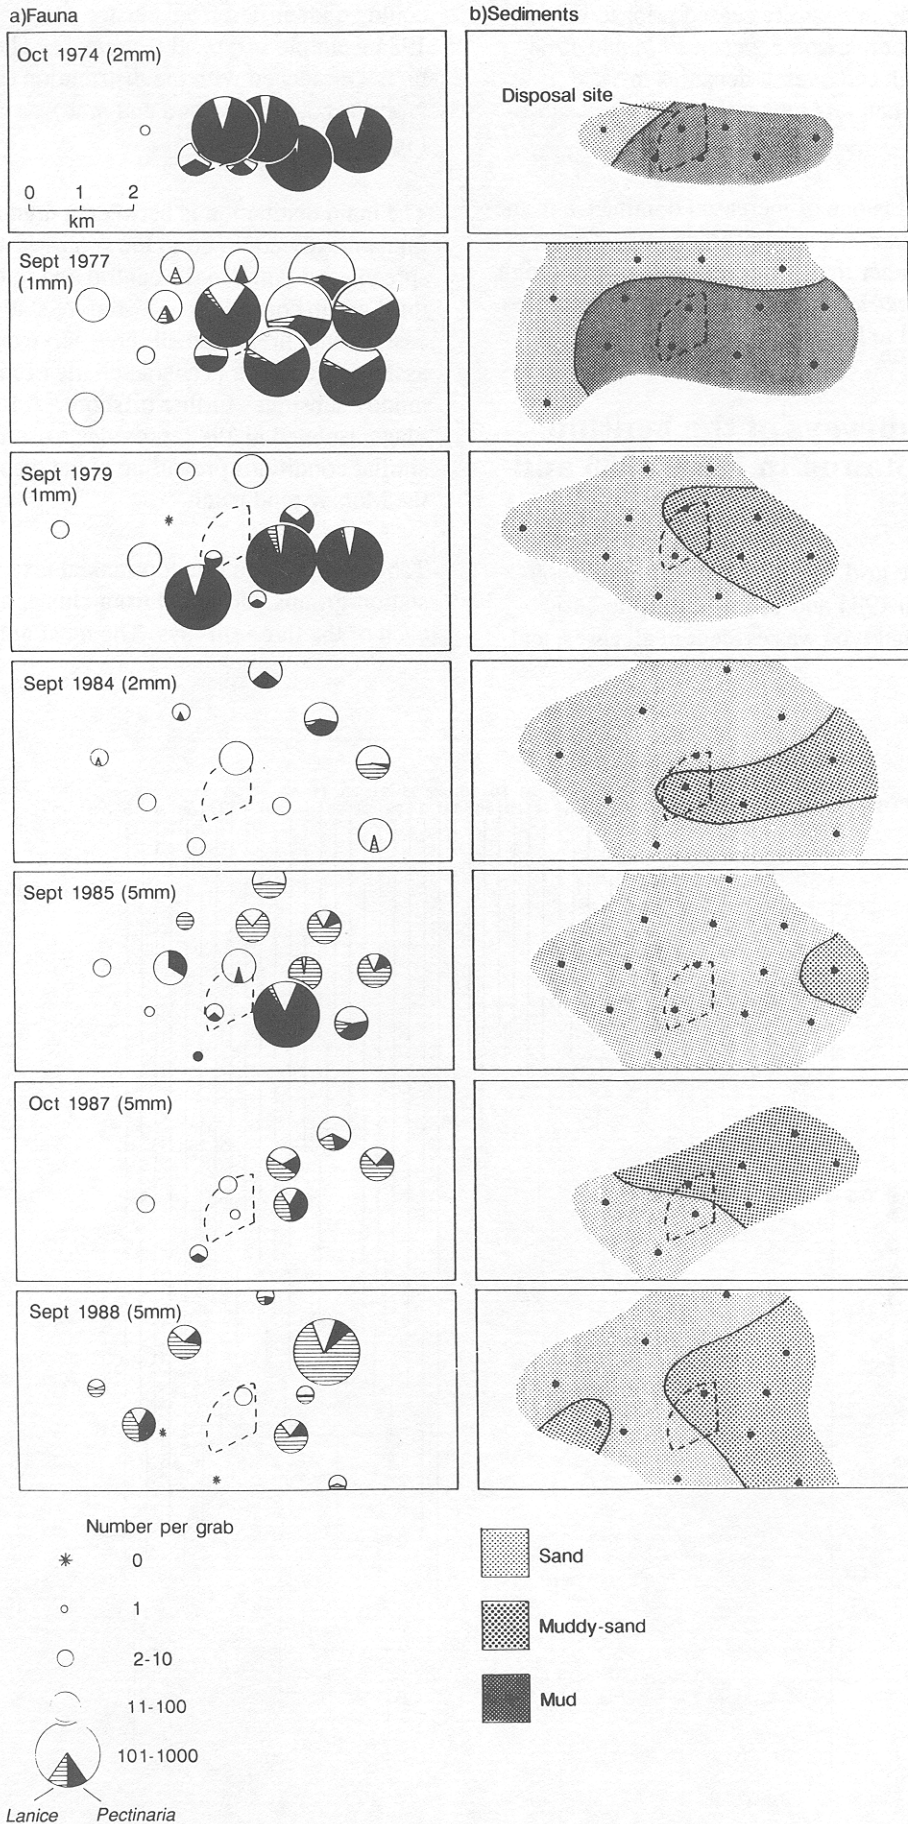 a)Fauna
b)Sediments
Oct 1974 (2mm)
0 1 2
km
Disposal site
Sept 1977
(1mm)
Sept 1979
(1mm)
Sept 1984 (2mm)
Sept 1985 (5mm)
Oct 1987 (5mm)
Sept 1988 (5mm)
Number per grab
0
1
2-10
11-100
101-1000
Lanice Pectinaria
Sand
Muddy-sand
Mud